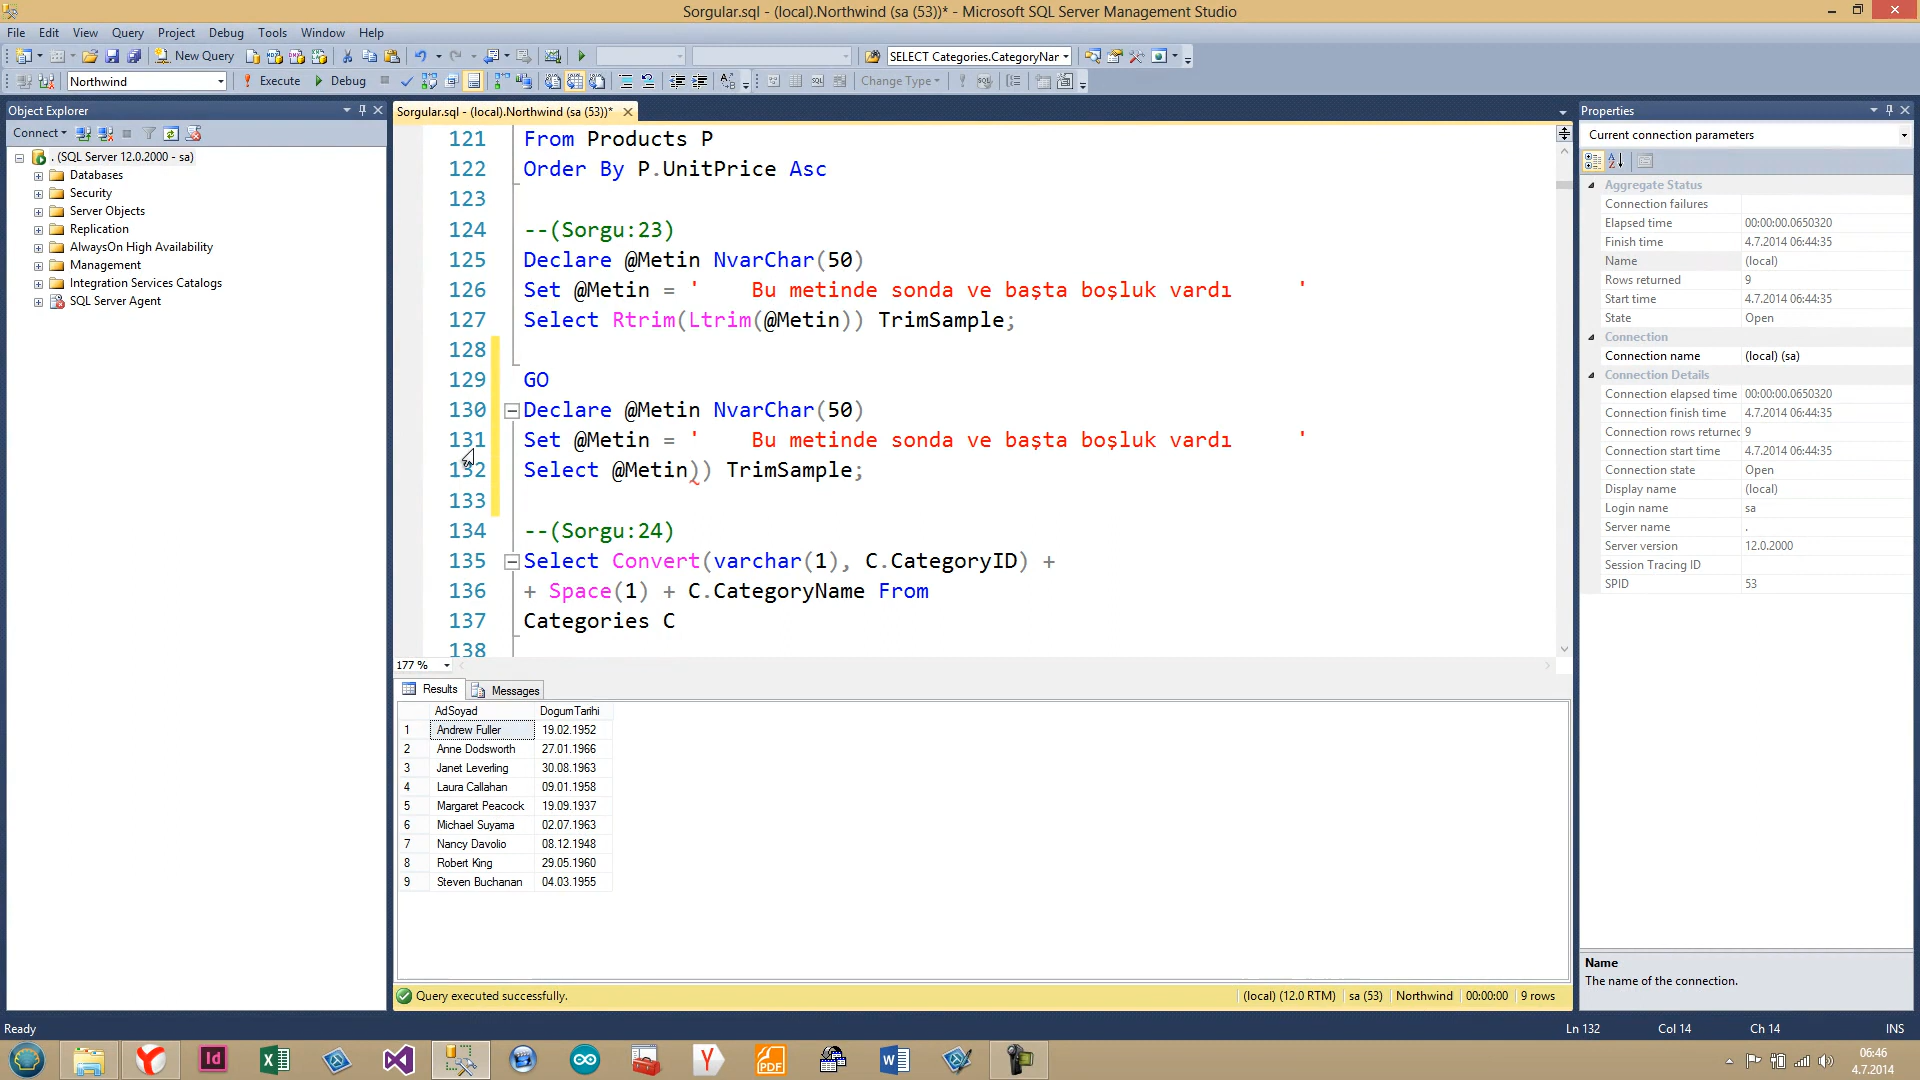 Sorgular.sql - (local).Northwind (sa (53))* - Microsoft SQL Server Management Studio
File Edit View Query Project Debug Tools Window Help
New Query SELECT Categories.CategoryNar
Northwind Execute Debug Change Type
Object Explorer
Connect
. (SQL Server 12.0.2000 - sa)
Databases
Security
Server Objects
Replication
AlwaysOn High Availability
Management
Integration Services Catalogs
SQL Server Agent
Sorgular.sql - (local).Northwind (sa (53))*
121 From Products P
122 Order By P.UnitPrice Asc
123
124 --(Sorgu:23)
125 Declare @Metin NvarChar(50)
126 Set @Metin = '    Bu metinde sonda ve başta boşluk vardı     '
127 Select Rtrim(Ltrim(@Metin)) TrimSample;
128
129 GO
130 Declare @Metin NvarChar(50)
131 Set @Metin = '    Bu metinde sonda ve başta boşluk vardı     '
132 Select @Metin)) TrimSample;
133
134 --(Sorgu:24)
135 Select Convert(varchar(1), C.CategoryID) +
136 + Space(1) + C.CategoryName From
137 Categories C
138
177 %
Results Messages
AdSoyad DogumTarihi
1 Andrew Fuller 19.02.1952
2 Anne Dodsworth 27.01.1966
3 Janet Leverling 30.08.1963
4 Laura Callahan 09.01.1958
5 Margaret Peacock 19.09.1937
6 Michael Suyama 02.07.1963
7 Nancy Davolio 08.12.1948
8 Robert King 29.05.1960
9 Steven Buchanan 04.03.1955
Query executed successfully. (local) (12.0 RTM) sa (53) Northwind 00:00:00 9 rows
Properties
Current connection parameters
Aggregate Status
Connection failures
Elapsed time 00:00:00.0650320
Finish time 4.7.2014 06:44:35
Name (local)
Rows returned 9
Start time 4.7.2014 06:44:35
State Open
Connection
Connection name (local) (sa)
Connection Details
Connection elapsed time 00:00:00.0650320
Connection finish time 4.7.2014 06:44:35
Connection rows returned 9
Connection start time 4.7.2014 06:44:35
Connection state Open
Display name (local)
Login name sa
Server name .
Server version 12.0.2000
Session Tracing ID
SPID 53
Name
The name of the connection.
Ready Ln 132 Col 14 Ch 14 INS
06:46
4.7.2014